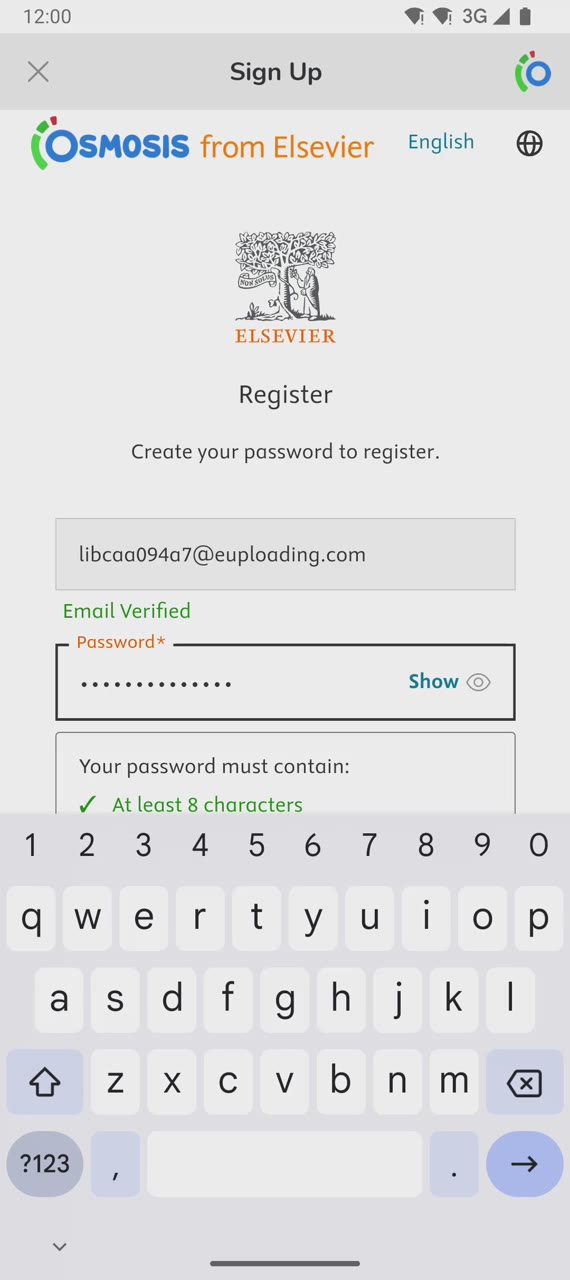 12:00
3G
Sign Up
OSMOSIS from Elsevier
English
NON SOLUS
ELSEVIER
Register
Create your password to register.
libcaa094a7@euploading.com
Email Verified
Password*
••••••••••••••
Show
Your password must contain:
✓ At least 8 characters
1 2 3 4 5 6 7 8 9 0
q w e r t y u i o p
a s d f g h j k l
z x c v b n m
?123 , .